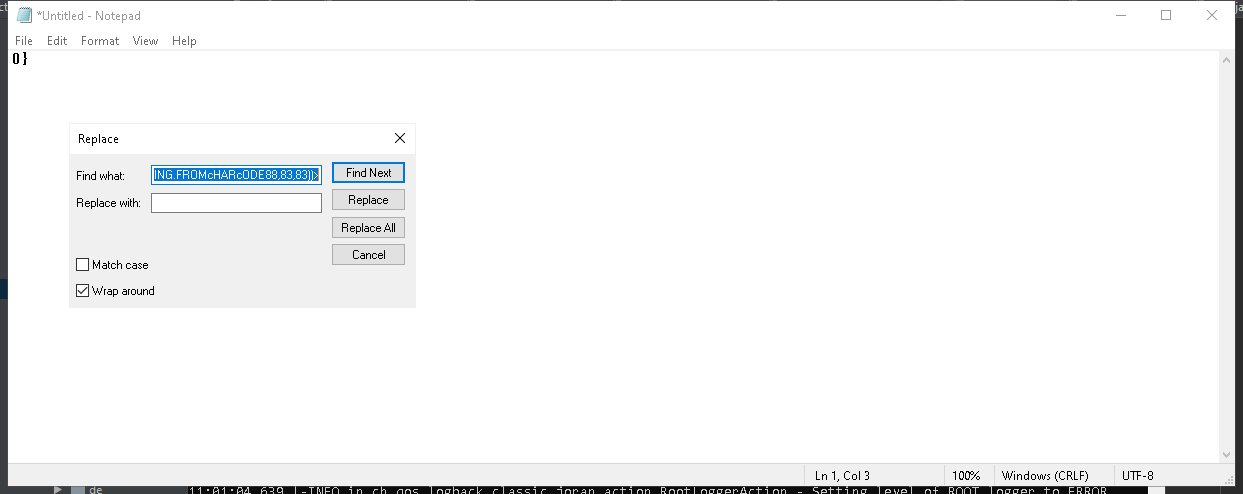 *Untitled - Notepad
File Edit Format View Help
0}
Replace
Find what: ING.FROMcHARcODE88,83,83))> Find Next
Replace with: Replace
Replace All
Cancel
Match case
Wrap around
Ln 1, Col 3 100% Windows (CRLF) UTF-8
de 11:01:04,639 |-INFO in ch.qos.logback.classic.joran.action.RootLoggerAction - Setting level of ROOT logger to ERROR